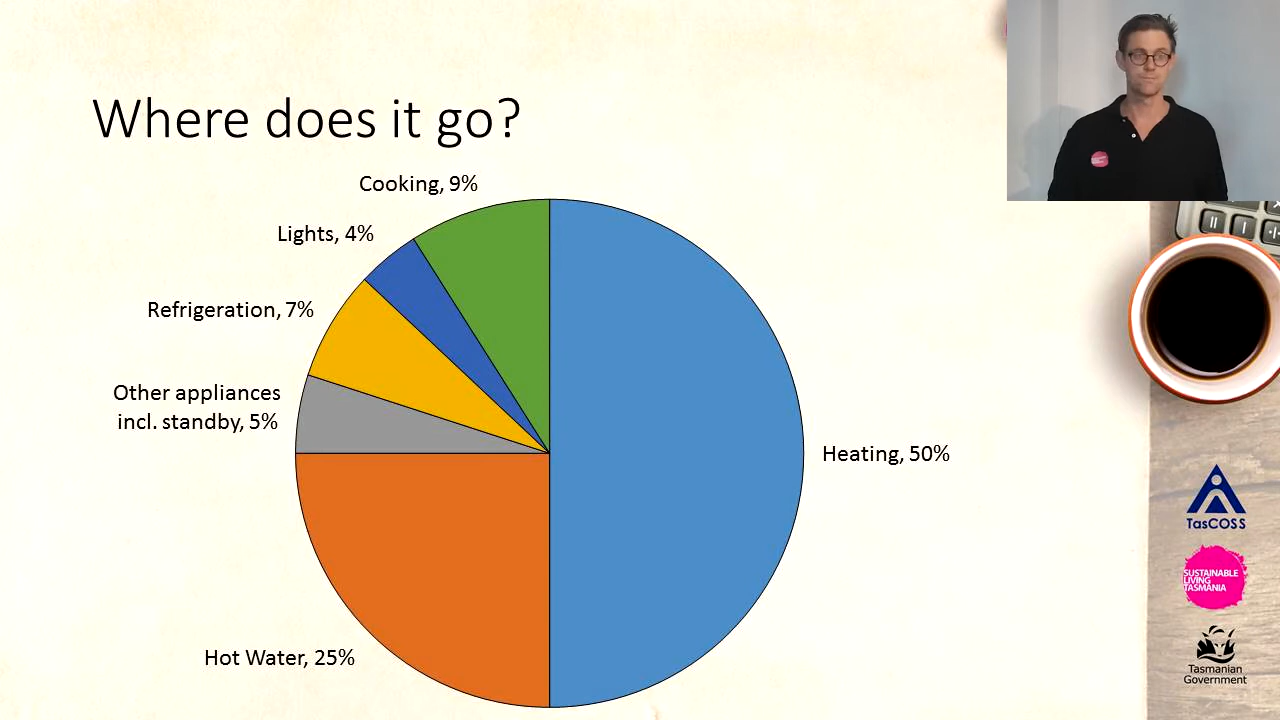 Where does it go?
Cooking, 9%
Lights, 4%
Refrigeration, 7%
Other appliances
incl. standby, 5%
Heating, 50%
Hot Water, 25%
TasCOSS
SUSTAINABLE
LIVING
TASMANIA
Tasmanian
Government